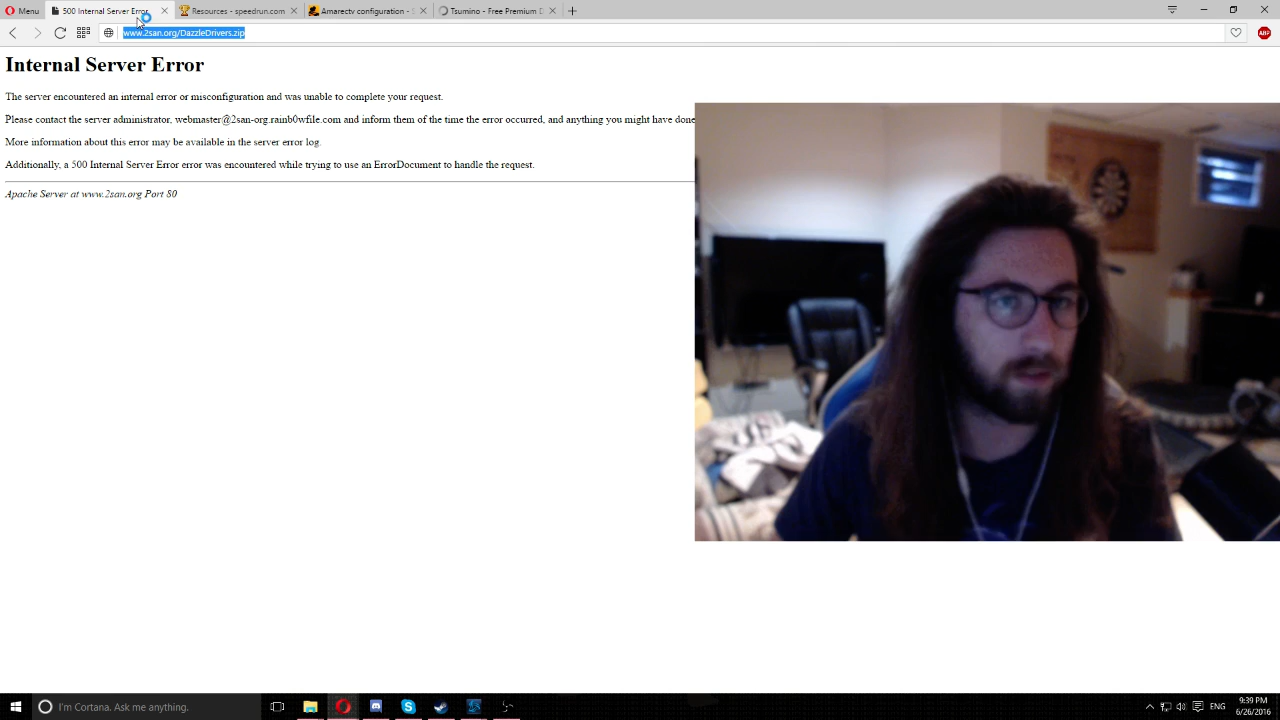 Menu
500 Internal Server Error
Resources - speedrun.com
Amarectv configuration -
Tsumino - Free Premium D
www.2san.org/DazzleDrivers.zip
ABP
Internal Server Error
The server encountered an internal error or misconfiguration and was unable to complete your request.
Please contact the server administrator, webmaster@2san-org.rainb0wfile.com and inform them of the time the error occurred, and anything you might have done
More information about this error may be available in the server error log.
Additionally, a 500 Internal Server Error error was encountered while trying to use an ErrorDocument to handle the request.
Apache Server at www.2san.org Port 80
I'm Cortana. Ask me anything.
ENG
9:39 PM
6/26/2016